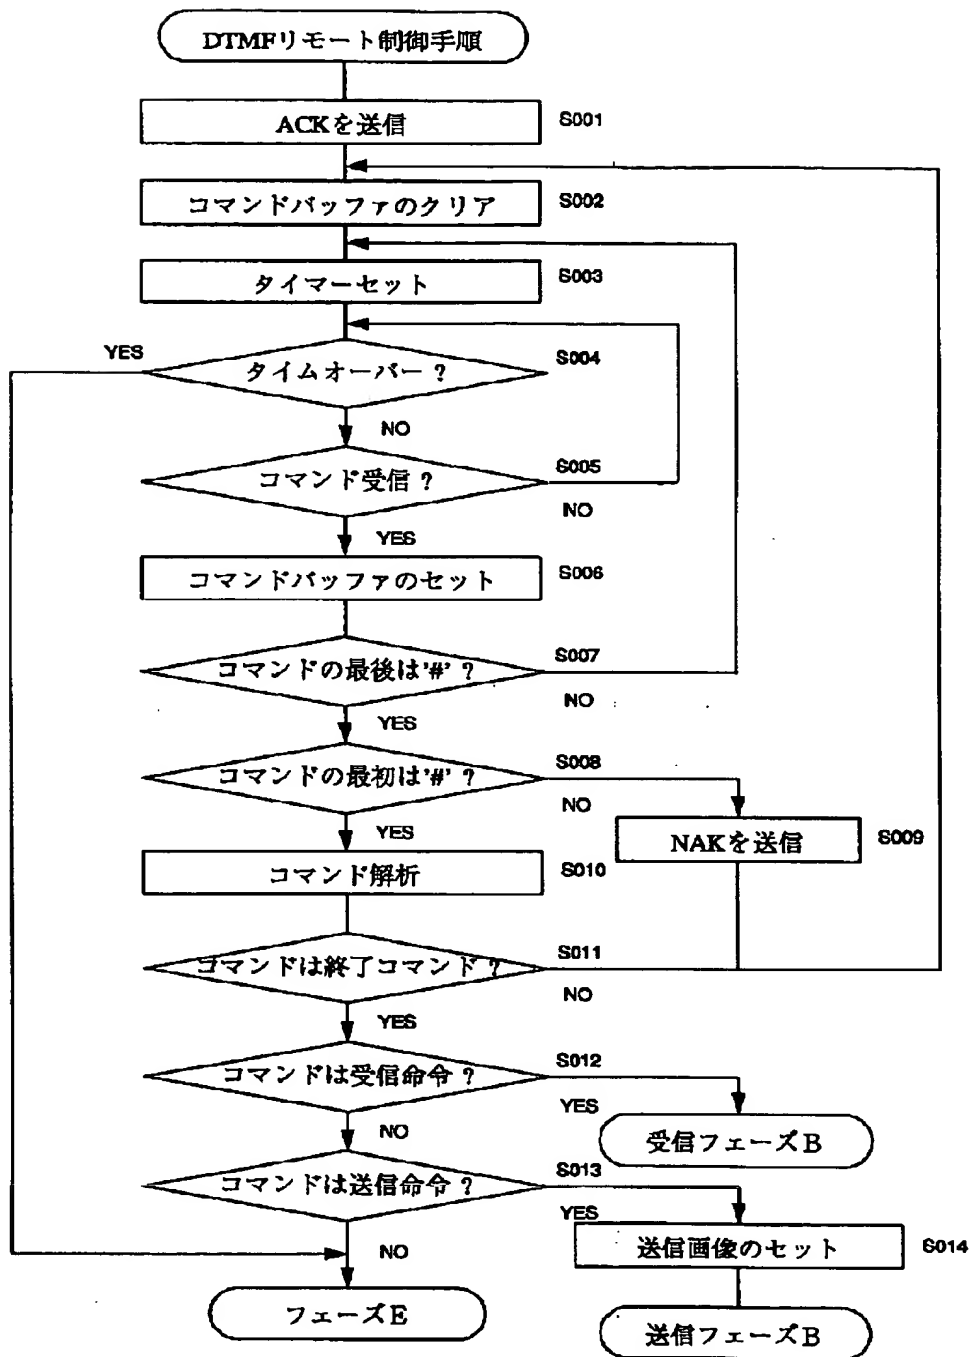 DTMFリモート制御手順
ACKを送信
S001
コマンドバッファのクリア
S002
タイマーセット
S003
YES
タイムオーバー？
S004
NO
コマンド受信？
S005
NO
YES
コマンドバッファのセット
S006
コマンドの最後は'#'？
S007
NO
YES
コマンドの最初は'#'？
S008
NO
YES
NAKを送信
S009
コマンド解析
S010
コマンドは終了コマンド？
S011
NO
YES
コマンドは受信命令？
S012
YES
NO
受信フェーズB
コマンドは送信命令？
S013
YES
NO
送信画像のセット
S014
フェーズE
送信フェーズB